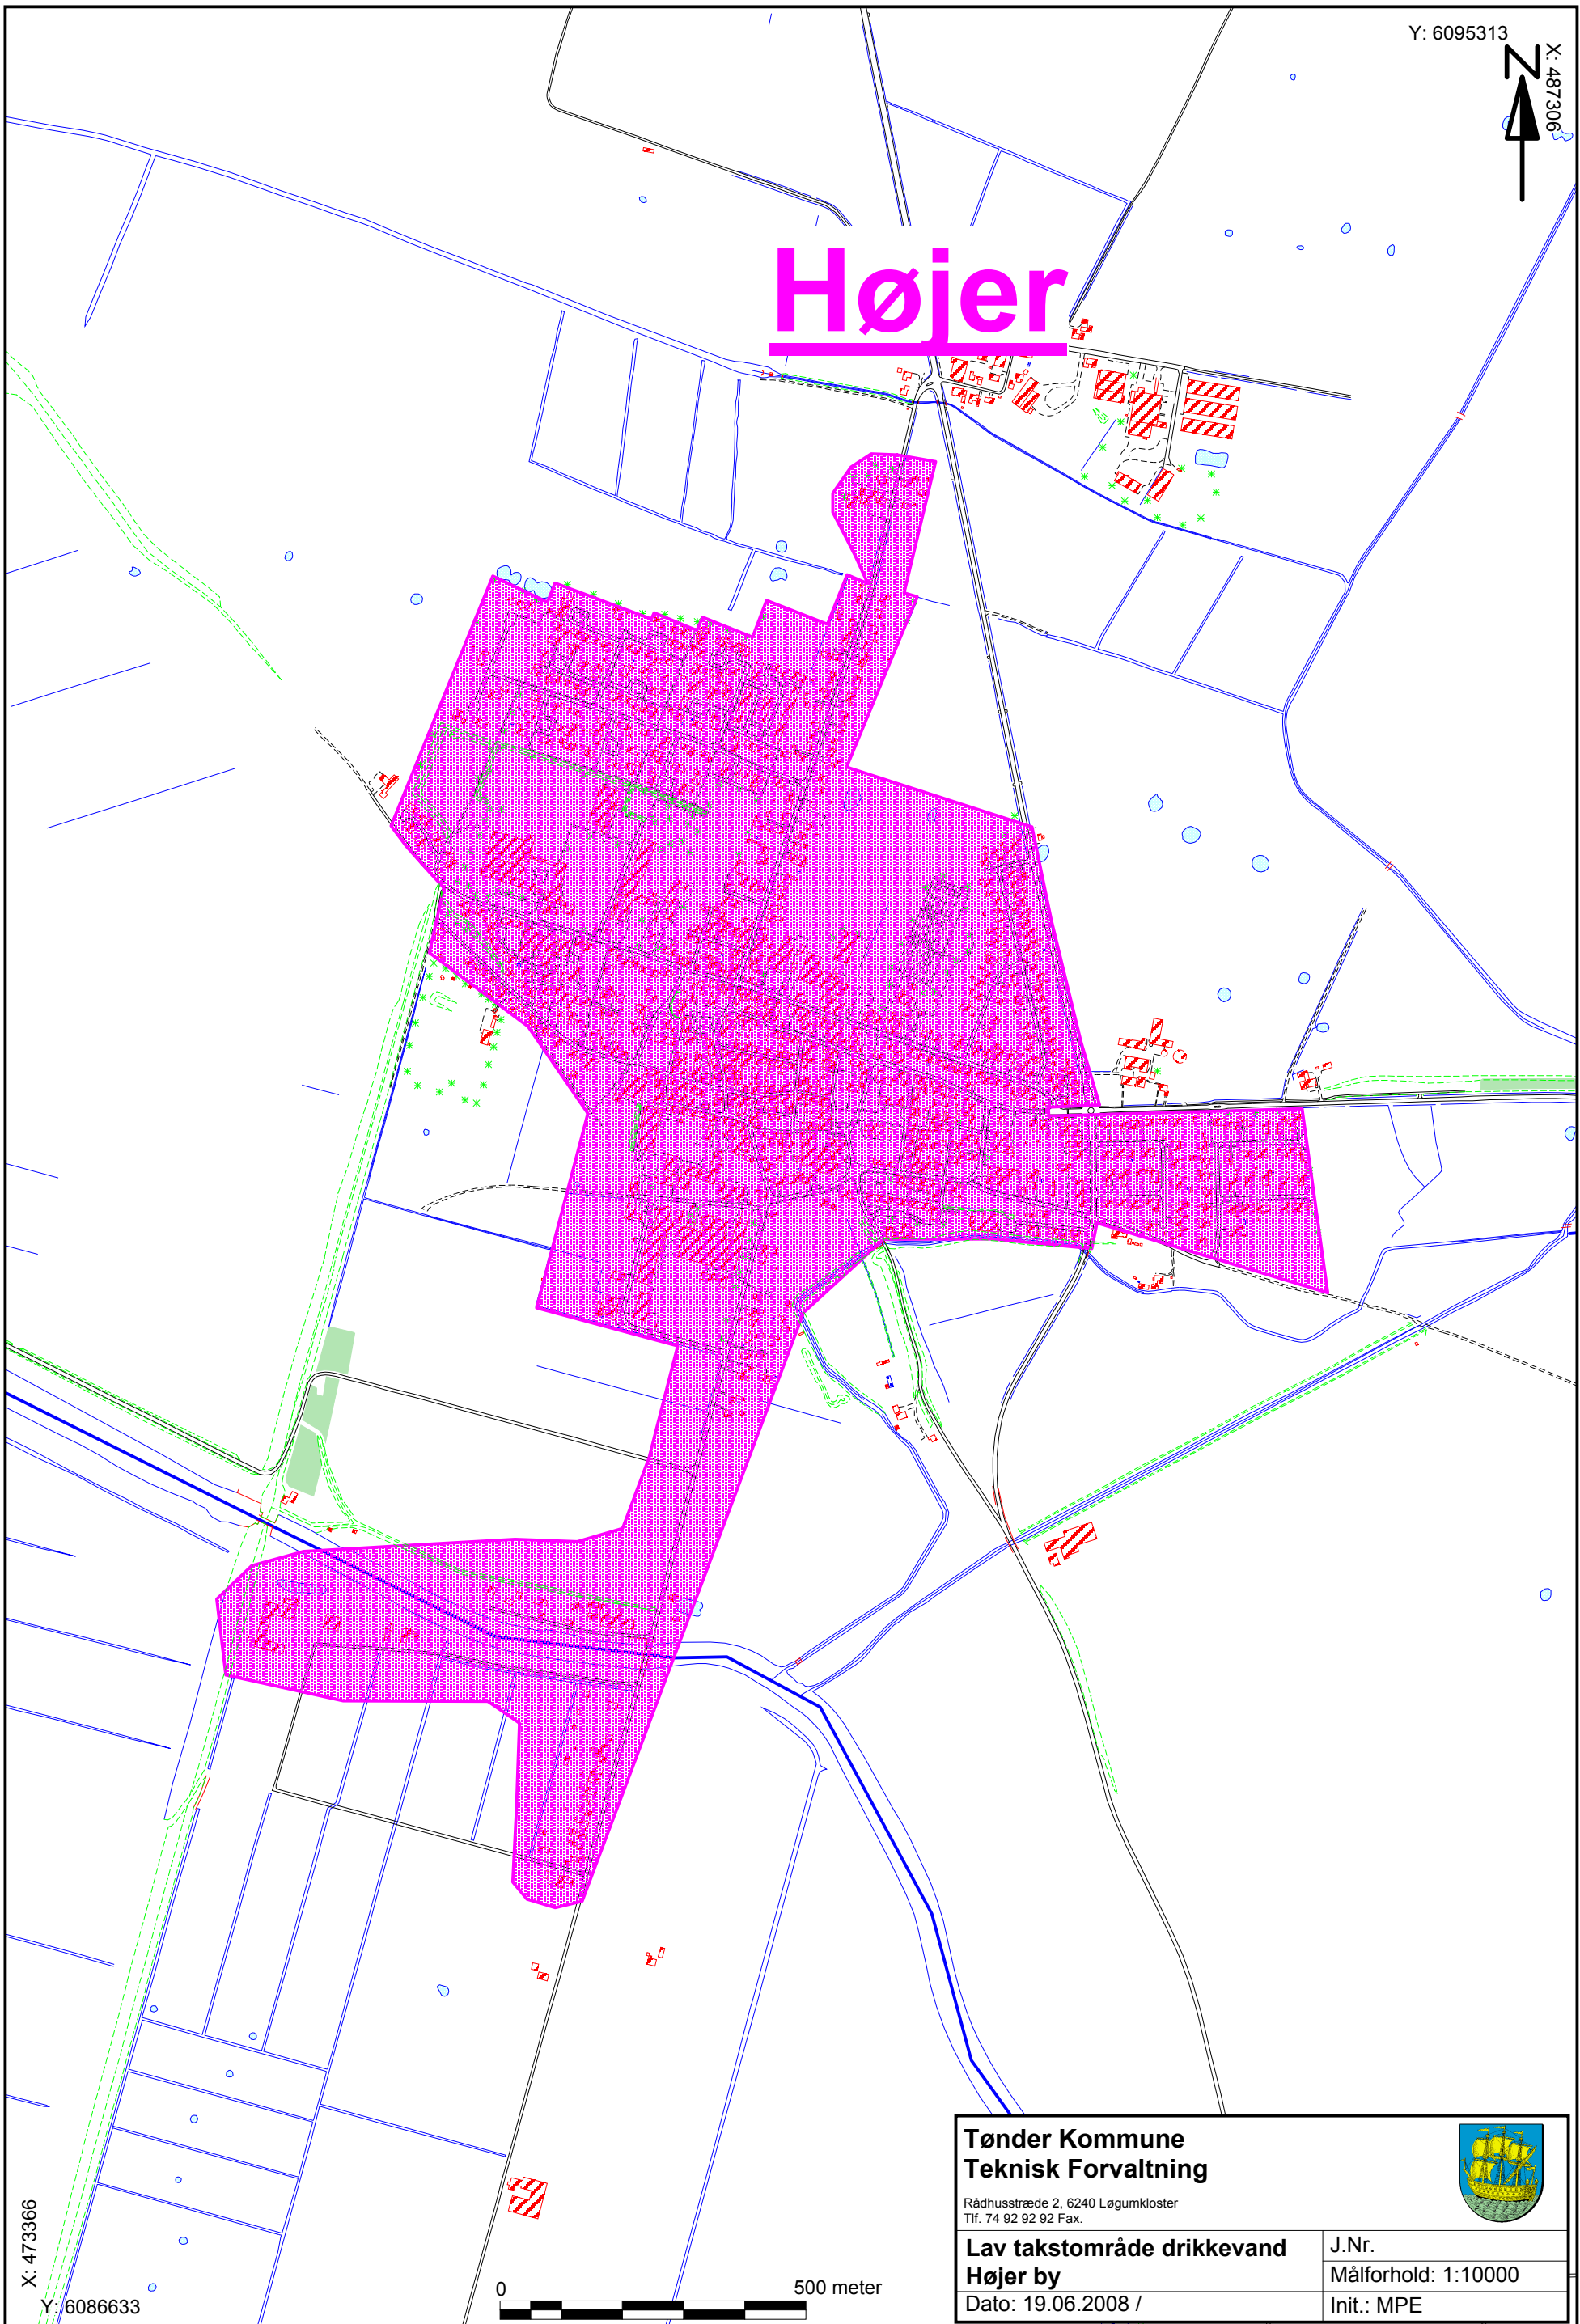 Y: 6095313
X: 487306
N
Højer
X: 473366
Y: 6086633
0
500 meter
Tønder Kommune
Teknisk Forvaltning
Rådhusstræde 2, 6240 Løgumkloster
Tlf. 74 92 92 92 Fax.
Lav takstområde drikkevand
Højer by
J.Nr.
Målforhold: 1:10000
Dato: 19.06.2008 /
Init.: MPE